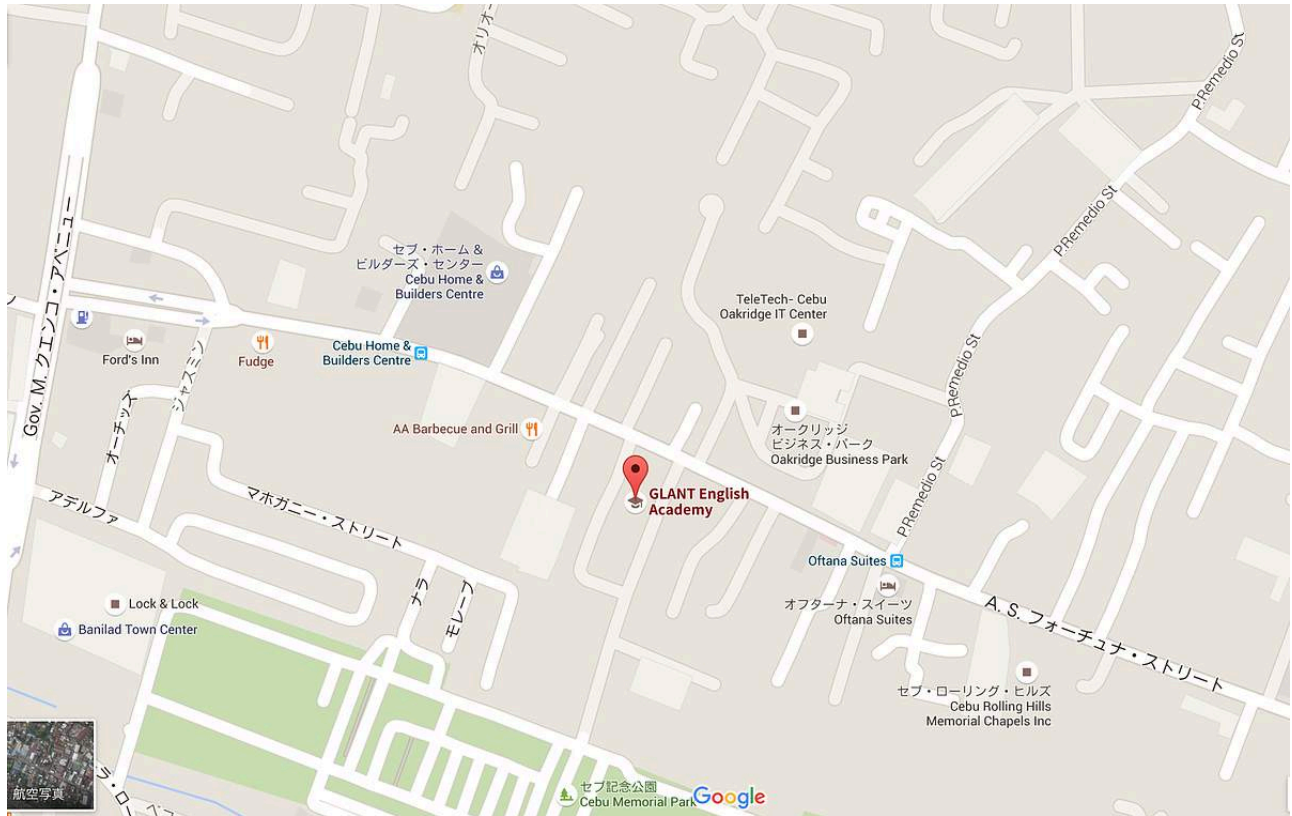 オリオー
P.Remedio St
P.Remedio St
P.Remedio St
P.Remedio St
P.Remedio St
Gov. M. クエンコ・アベニュー
セブ・ホーム &
ビルダーズ・センター
Cebu Home &
Builders Centre
TeleTech- Cebu
Oakridge IT Center
Ford's Inn
Fudge
Cebu Home &
Builders Centre
ジャスミン
オーチッズ
AA Barbecue and Grill
オークリッジ
ビジネス・パーク
Oakridge Business Park
GLANT English
Academy
アデルファ
マホガニー・ストリート
ナラ
モレーブ
Oftana Suites
オフターナ・スイーツ
Oftana Suites
A. S. フォーチュナ・ストリート
Lock & Lock
Banilad Town Center
セブ・ローリング・ヒルズ
Cebu Rolling Hills
Memorial Chapels Inc
航空写真
セブ記念公園
Cebu Memorial Park
Google